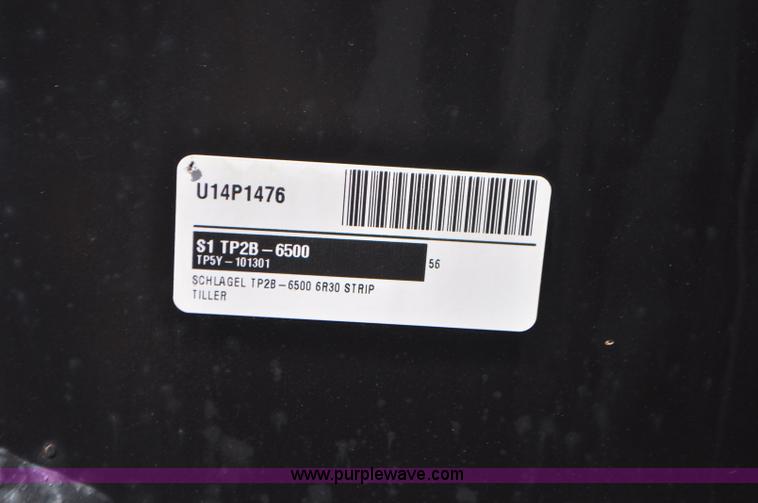 U14P1476
S1 TP2B-6500
TP5Y-101301
56
SCHLAGEL TP2B-6500 6R30 STRIP
TILLER
www.purplewave.com